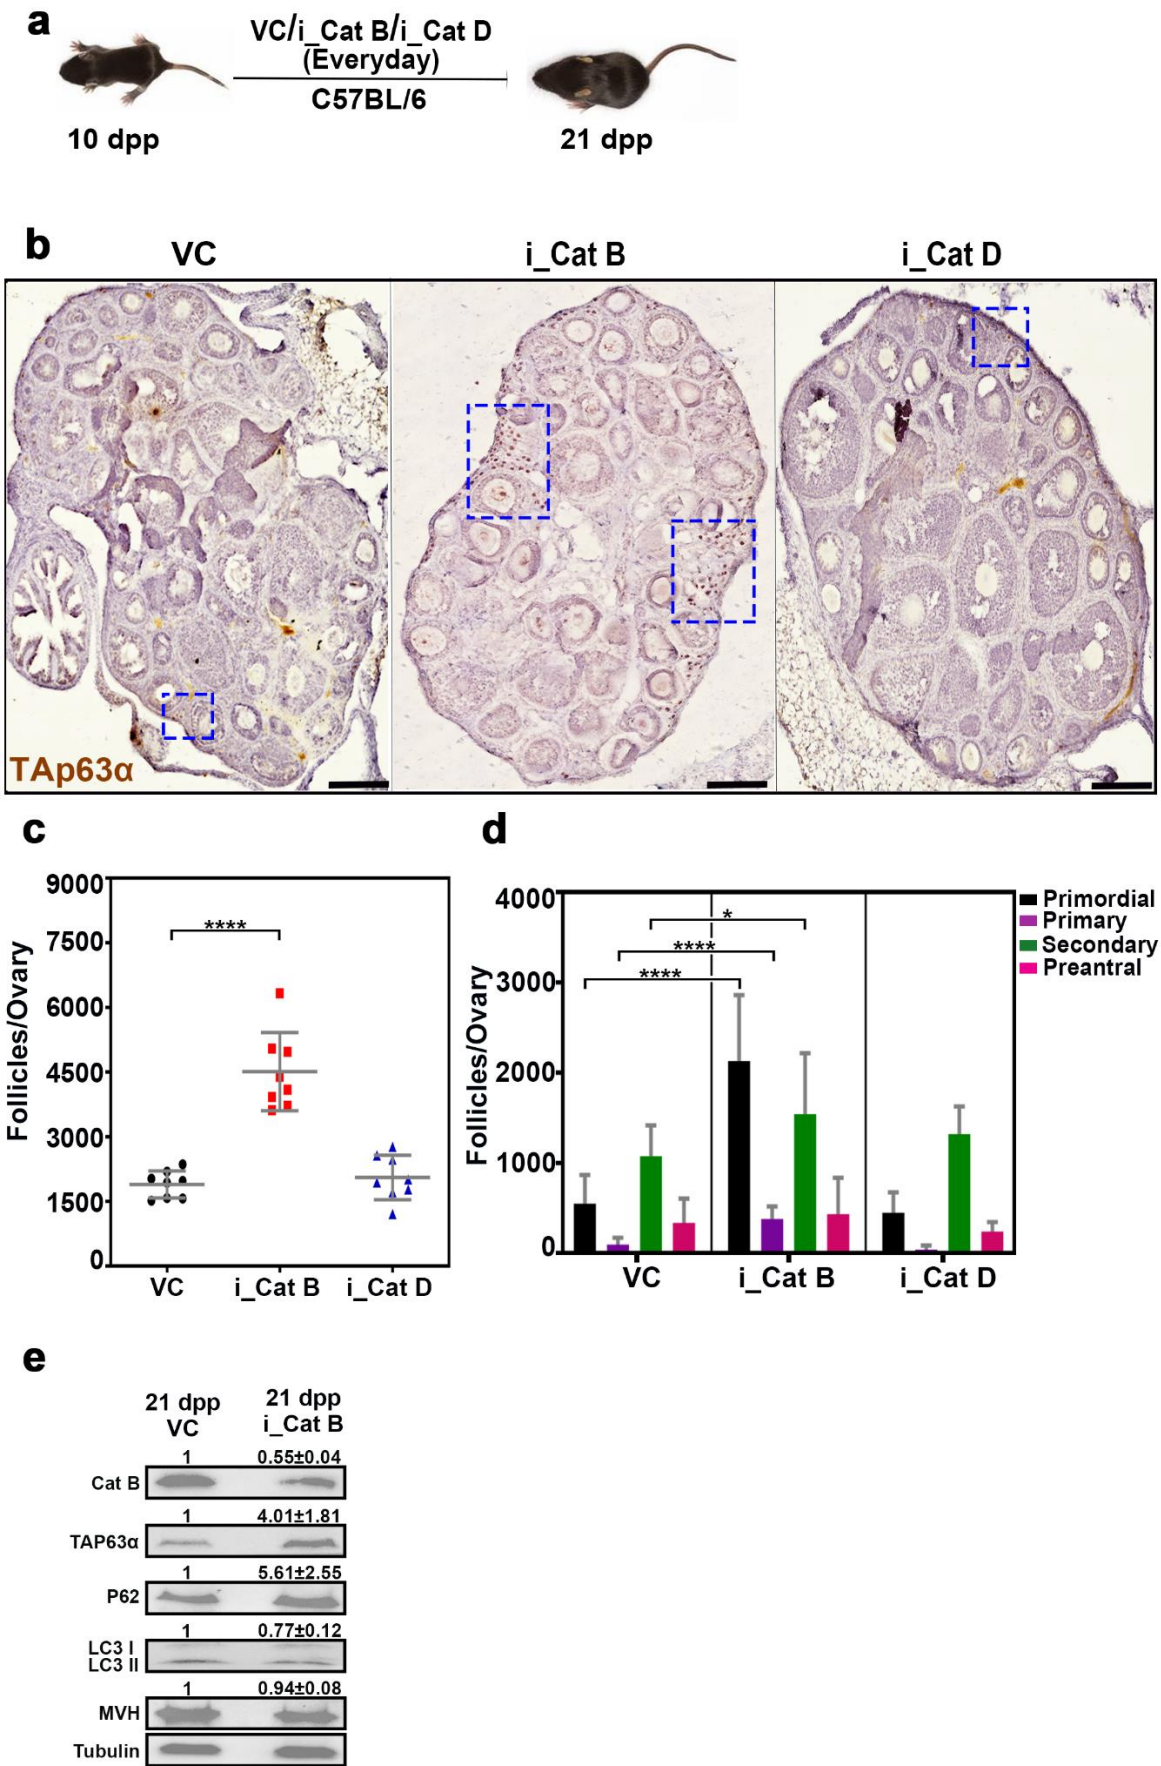 a
VC/i_Cat B/i_Cat D
(Everyday)
C57BL/6
10 dpp
21 dpp
b
VC
i_Cat B
i_Cat D
TAp63α
c
Follicles/Ovary
9000
7500
6000
4500
3000
1500
0
****
VC
i_Cat B
i_Cat D
d
Follicles/Ovary
4000
3000
2000
1000
0
*
****
****
VC
i_Cat B
i_Cat D
Primordial
Primary
Secondary
Preantral
e
21 dpp
VC
21 dpp
i_Cat B
1
0.55±0.04
Cat B
1
4.01±1.81
TAP63α
1
5.61±2.55
P62
1
0.77±0.12
LC3 I
LC3 II
1
0.94±0.08
MVH
Tubulin